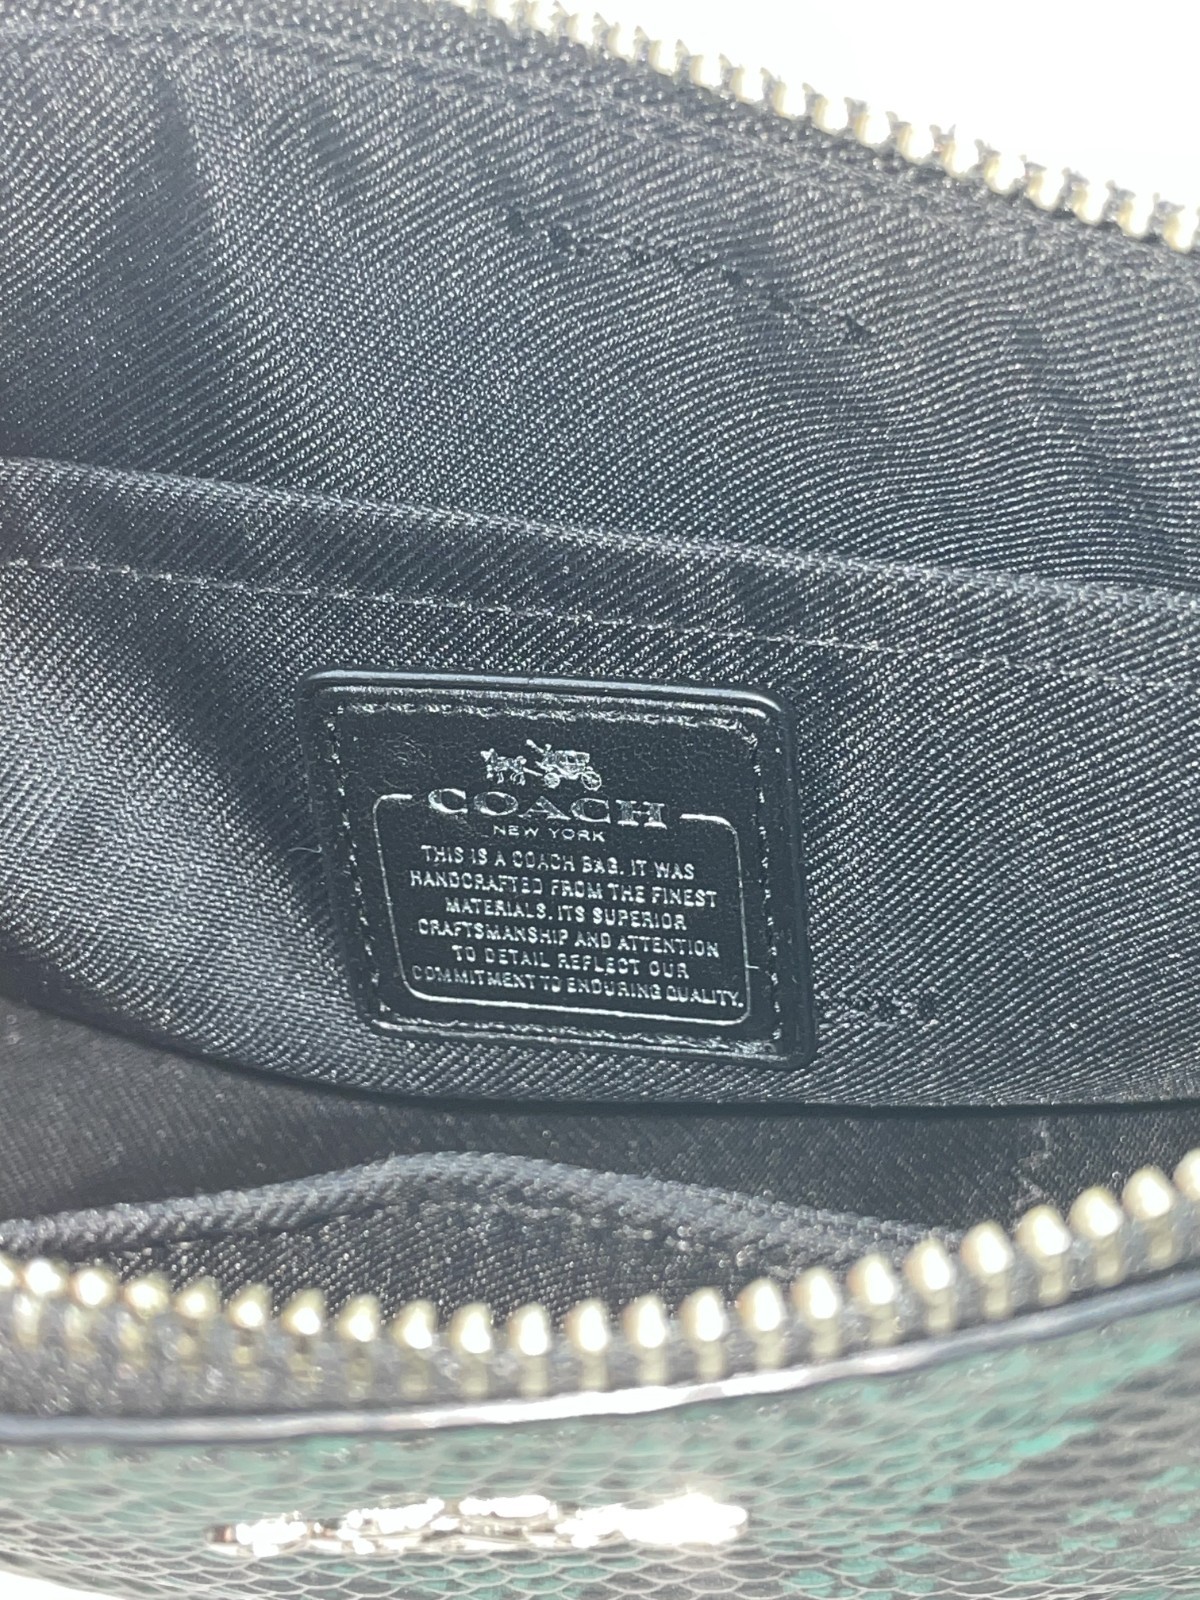 COACH
NEW YORK
THIS IS A COACH BAG. IT WAS
HANDCRAFTED FROM THE FINEST
MATERIALS. ITS SUPERIOR
CRAFTSMANSHIP AND ATTENTION
TO DETAIL REFLECT OUR
COMMITMENT TO ENDURING QUALITY.